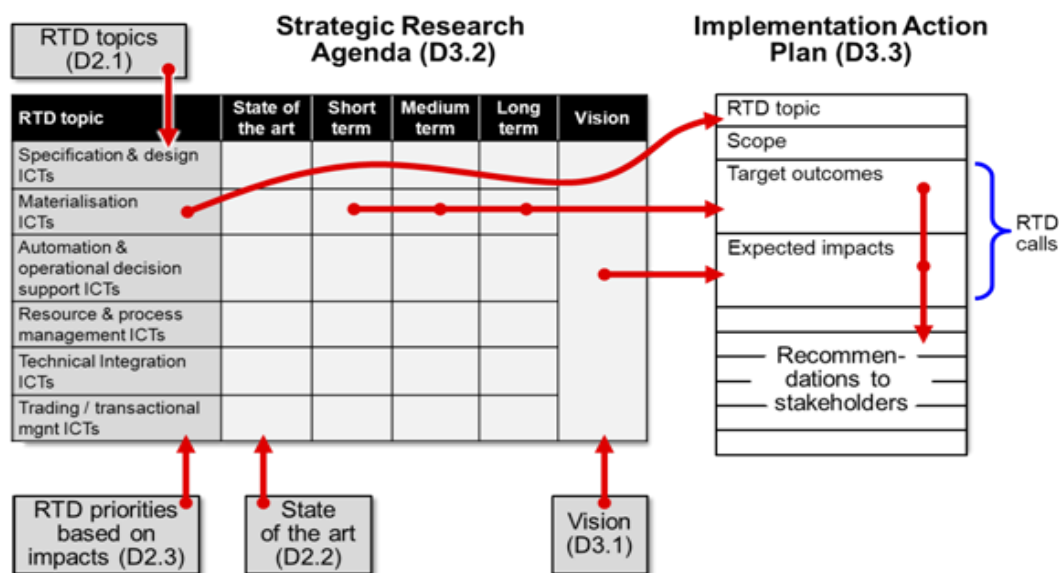 RTD topics
(D2.1)
Strategic Research
Agenda (D3.2)
Implementation Action
Plan (D3.3)
RTD topic
State of
the art
Short
term
Medium
term
Long
term
Vision
Specification & design
ICTs
Materialisation
ICTs
Automation &
operational decision
support ICTs
Resource & process
management ICTs
Technical Integration
ICTs
Trading / transactional
mgnt ICTs
RTD topic
Scope
Target outcomes
Expected impacts
Recommen-
dations to
stakeholders
RTD
calls
RTD priorities
based on
impacts (D2.3)
State
of the art
(D2.2)
Vision
(D3.1)